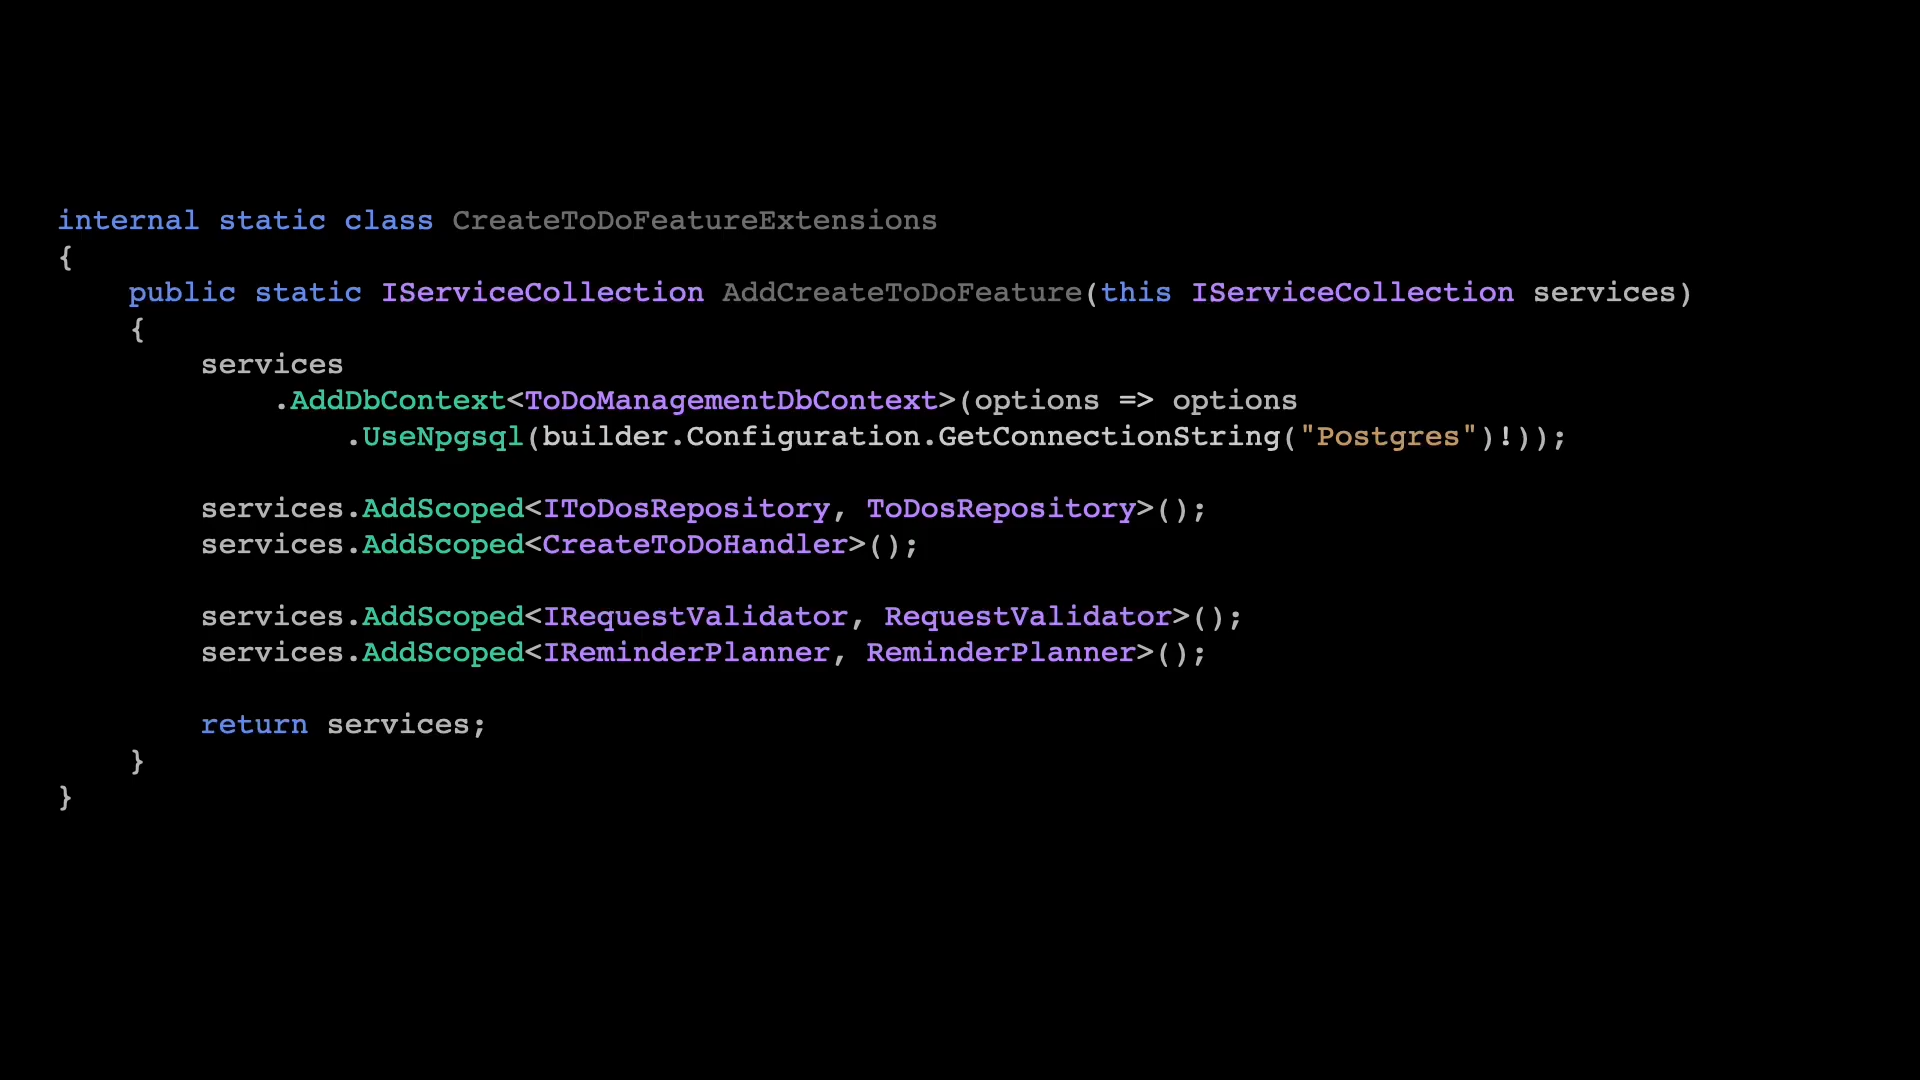 internal static class CreateToDoFeatureExtensions
{
    public static IServiceCollection AddCreateToDoFeature(this IServiceCollection services)
    {
        services
            .AddDbContext<ToDoManagementDbContext>(options => options
                .UseNpgsql(builder.Configuration.GetConnectionString("Postgres")!));

        services.AddScoped<IToDosRepository, ToDosRepository>();
        services.AddScoped<CreateToDoHandler>();

        services.AddScoped<IRequestValidator, RequestValidator>();
        services.AddScoped<IReminderPlanner, ReminderPlanner>();

        return services;
    }
}